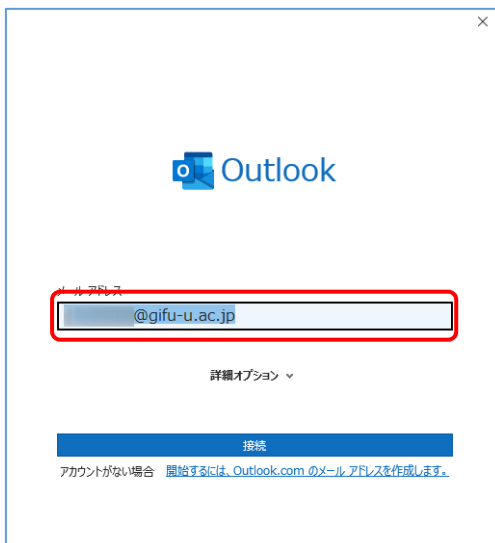 Outlook
メール アドレス
@gifu-u.ac.jp
詳細オプション
接続
アカウントがない場合 開始するには、Outlook.com のメール アドレスを作成します。